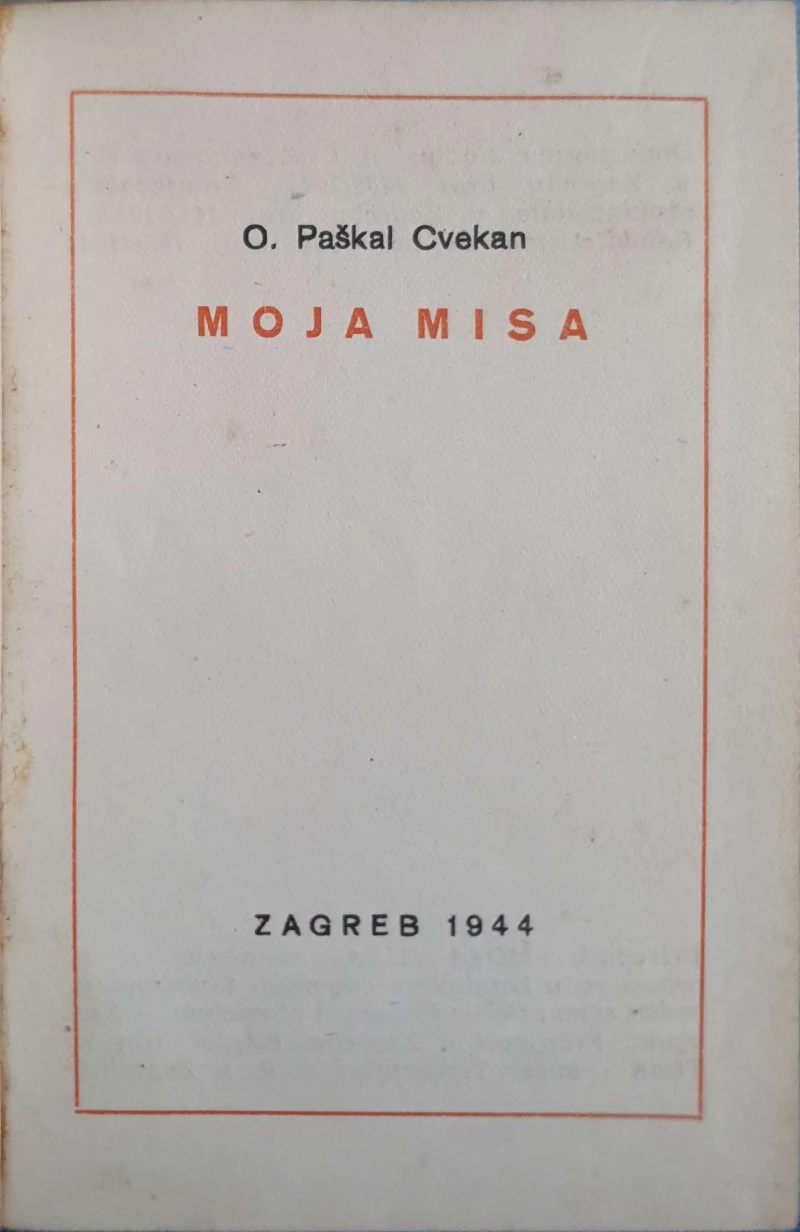 O. Paškal Cvekan
MOJA MISA
ZAGREB 1944